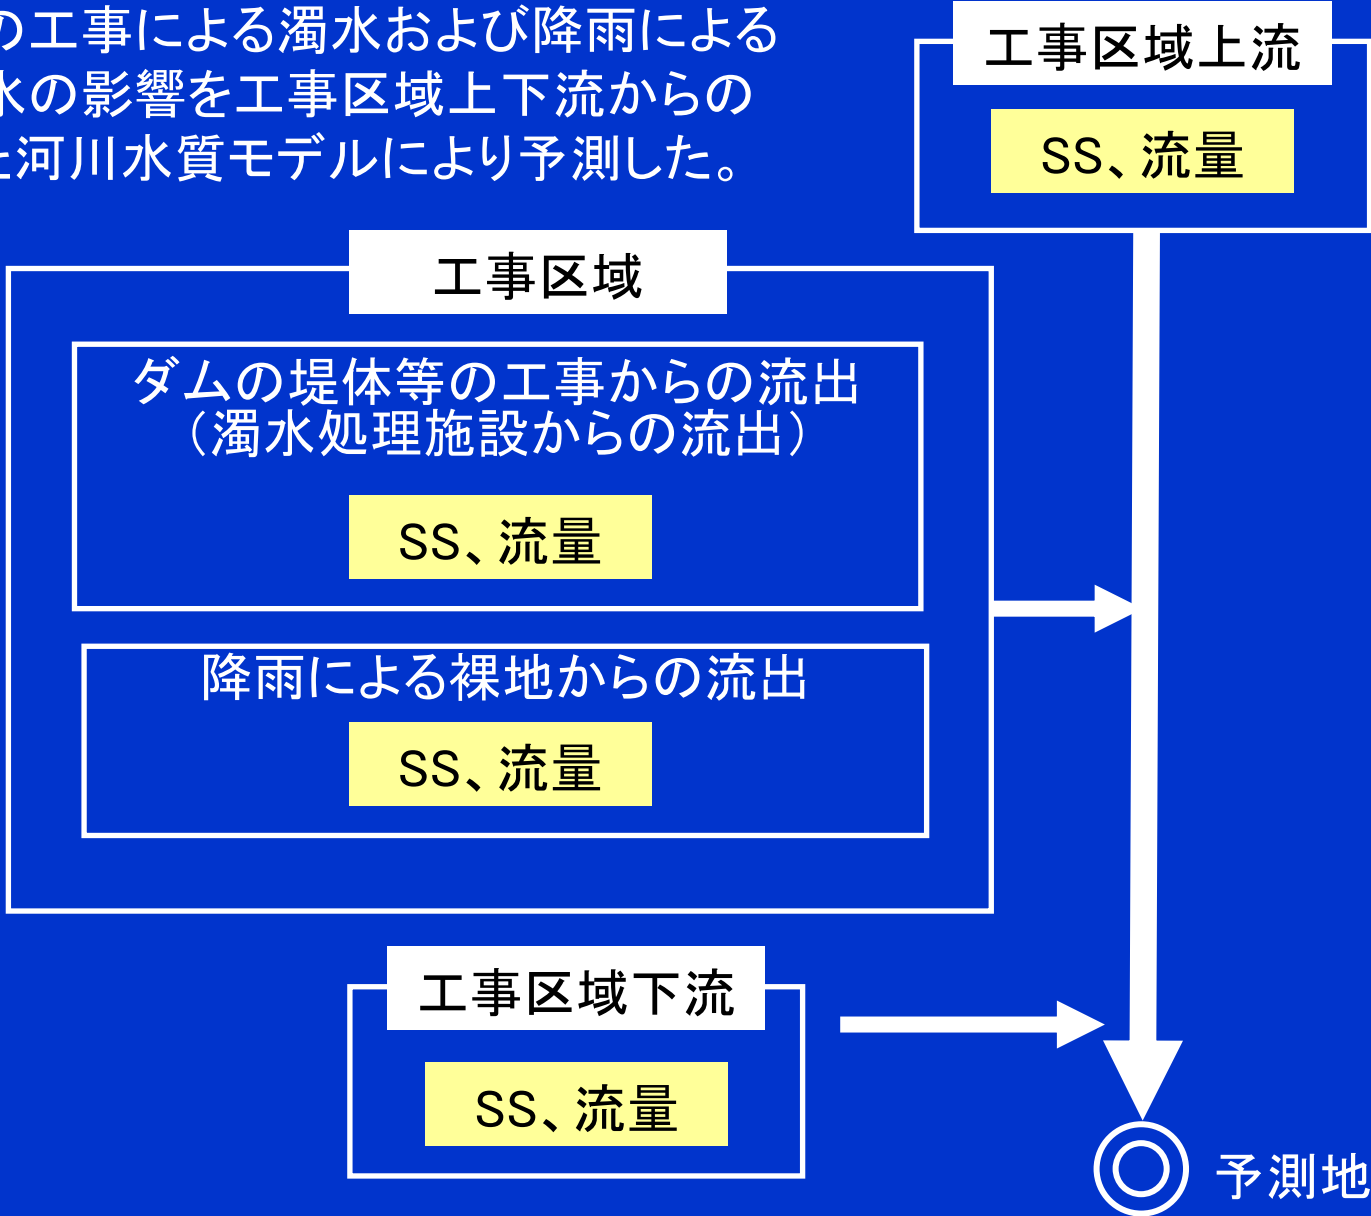 の工事による濁水および降雨による
水の影響を工事区域上下流からの
た河川水質モデルにより予測した。
工事区域上流
SS、流量
工事区域
ダムの堤体等の工事からの流出
（濁水処理施設からの流出）
SS、流量
降雨による裸地からの流出
SS、流量
工事区域下流
SS、流量
予測地